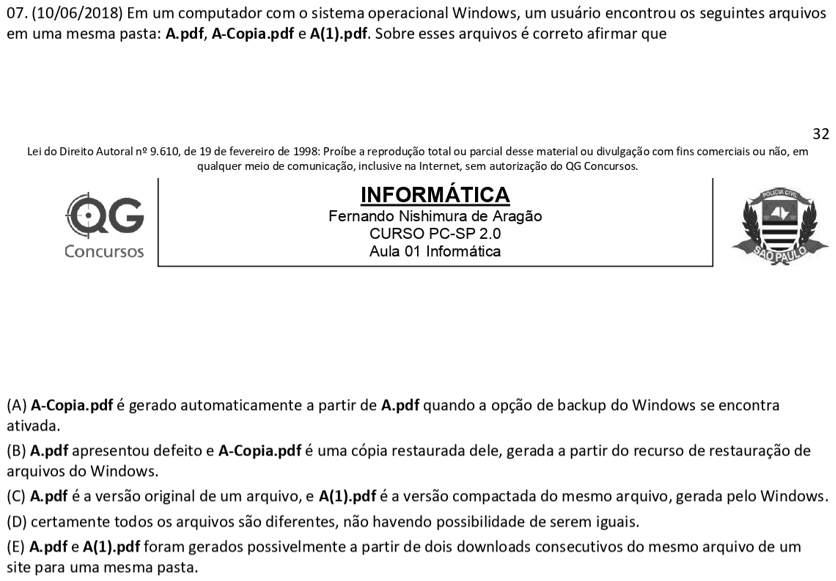 07. (10/06/2018) Em um computador com o sistema operacional Windows, um usuário encontrou os seguintes arquivos
em uma mesma pasta: A.pdf, A-Copia.pdf e A(1).pdf. Sobre esses arquivos é correto afirmar que
32
Lei do Direito Autoral nº 9.610, de 19 de fevereiro de 1998: Proíbe a reprodução total ou parcial desse material ou divulgação com fins comerciais ou não, em
qualquer meio de comunicação, inclusive na Internet, sem autorização do QG Concursos.
QG
Concursos
INFORMÁTICA
Fernando Nishimura de Aragão
CURSO PC-SP 2.0
Aula 01 Informática
POLÍCIA CIVIL
SÃO PAULO
(A) A-Copia.pdf é gerado automaticamente a partir de A.pdf quando a opção de backup do Windows se encontra
ativada.
(B) A.pdf apresentou defeito e A-Copia.pdf é uma cópia restaurada dele, gerada a partir do recurso de restauração de
arquivos do Windows.
(C) A.pdf é a versão original de um arquivo, e A(1).pdf é a versão compactada do mesmo arquivo, gerada pelo Windows.
(D) certamente todos os arquivos são diferentes, não havendo possibilidade de serem iguais.
(E) A.pdf e A(1).pdf foram gerados possivelmente a partir de dois downloads consecutivos do mesmo arquivo de um
site para uma mesma pasta.